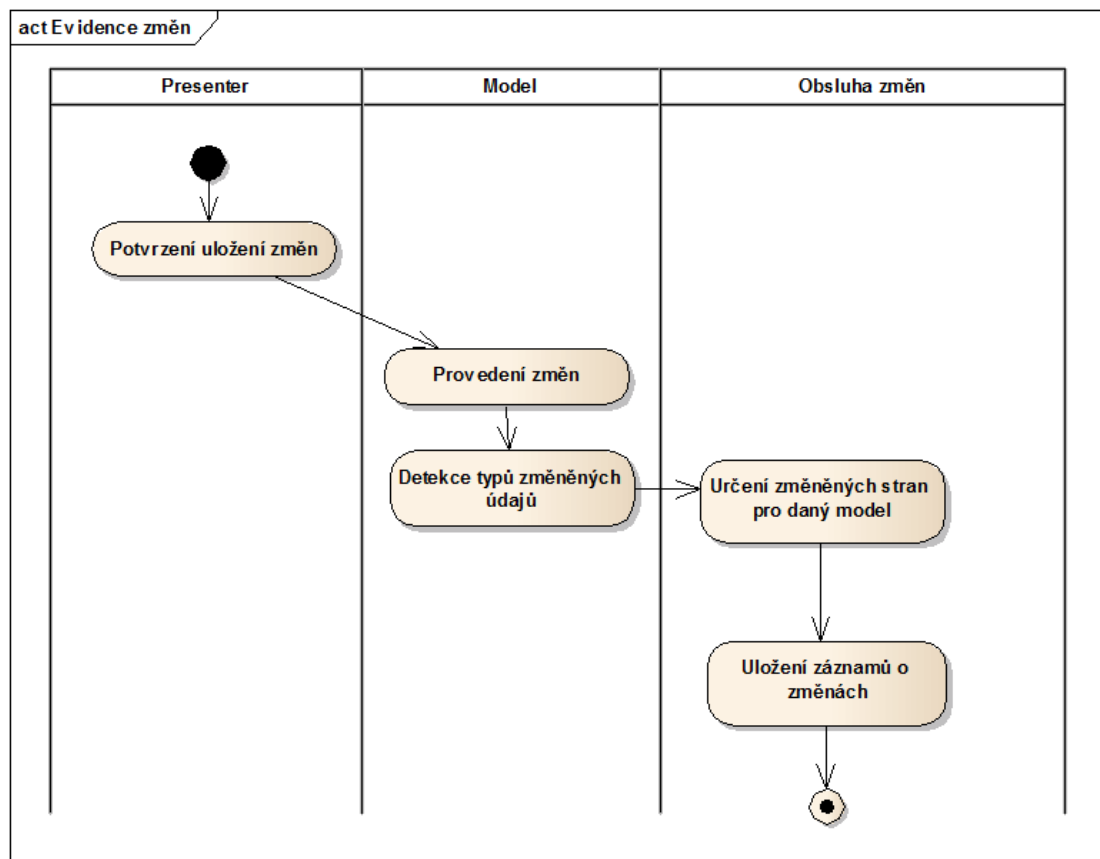 act Evidence změn
Presenter
Model
Obsluha změn
Potvrzení uložení změn
Provedení změn
Detekce typů změněných
údajů
Určení změněných stran
pro daný model
Uložení záznamů o
změnách